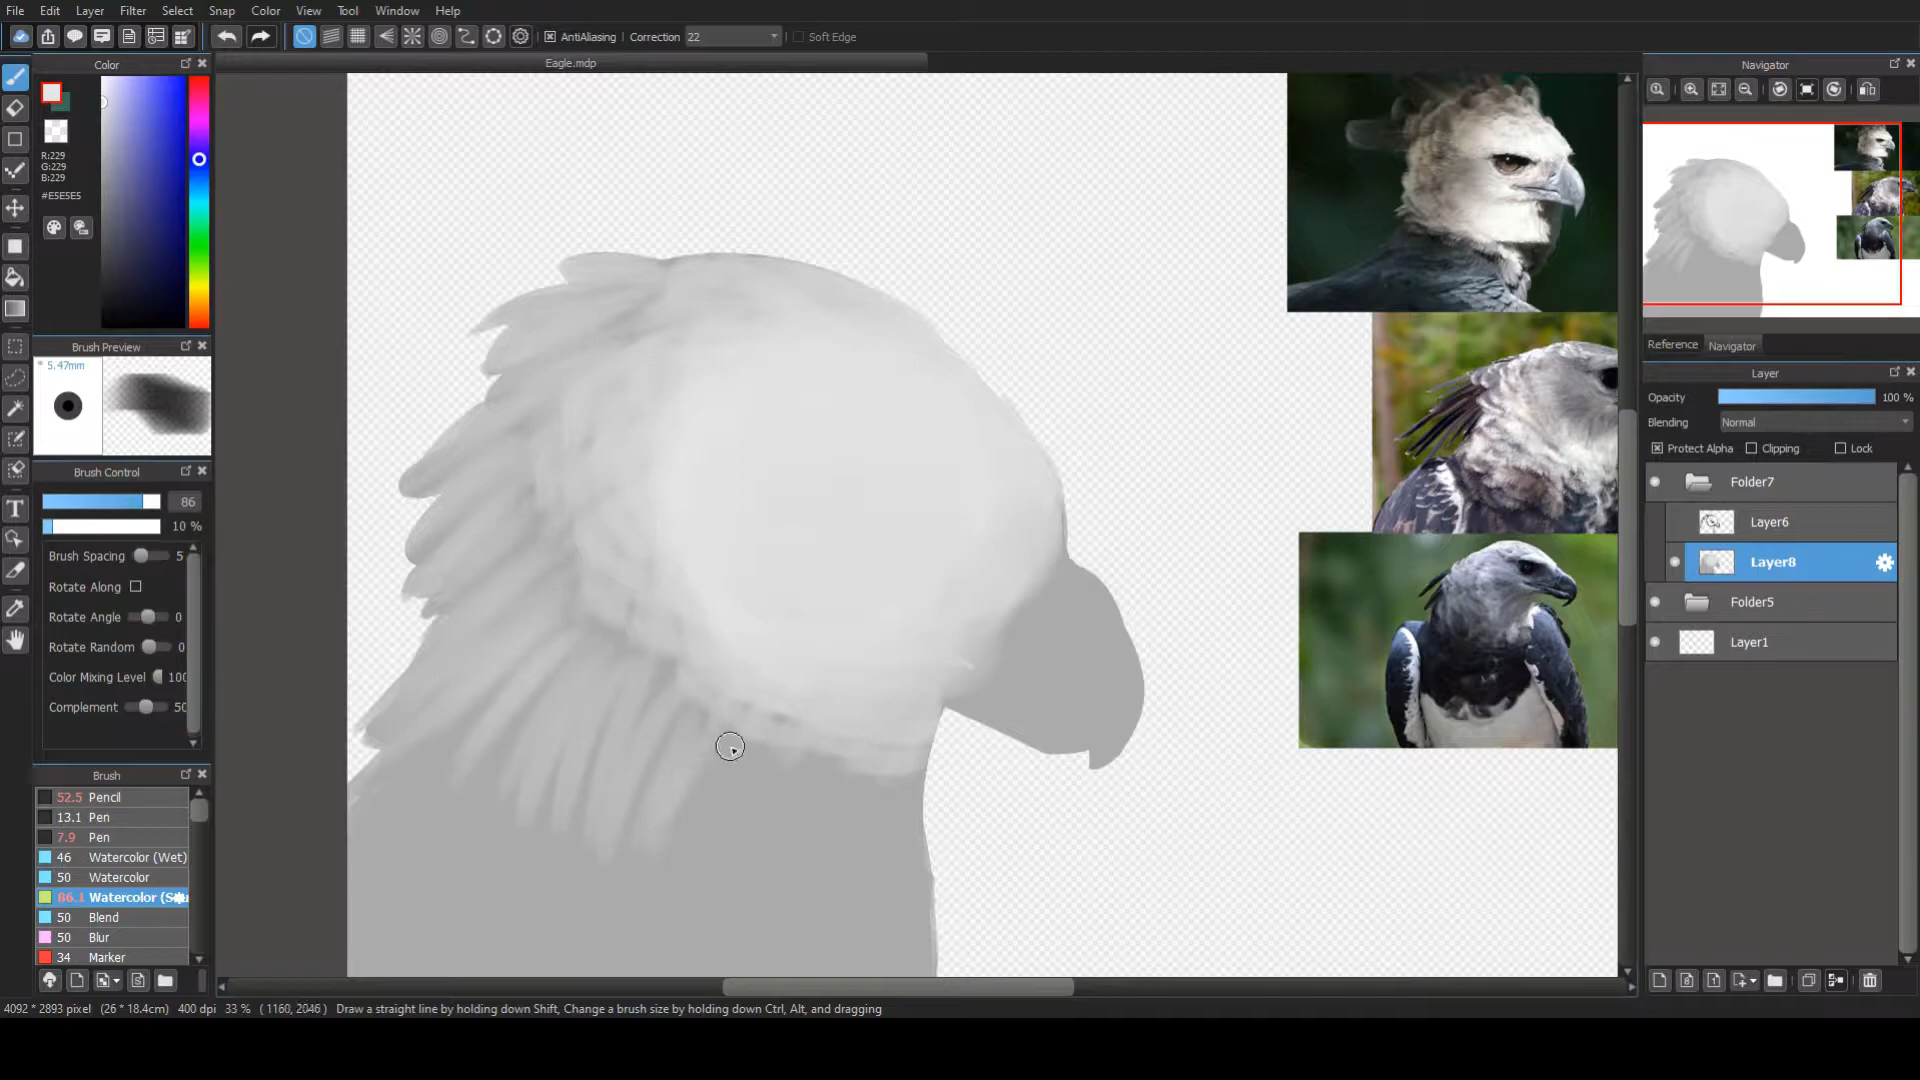 File Edit Layer Filter Select Snap Color View Tool Window Help
AntiAliasing Correction 22 Soft Edge
Color
Eagle.mdp
Navigator
R:229
G:229
B:229
#E5E5E5
Brush Preview
* 5.47mm
Reference Navigator
Layer
Opacity 100 %
Blending Normal
Protect Alpha Clipping Lock
Brush Control
86
10 %
Brush Spacing 5
Rotate Along
Rotate Angle 0
Rotate Random 0
Color Mixing Level 100
Complement 50
Folder7
Layer6
Layer8
Folder5
Layer1
Brush
52.5 Pencil
13.1 Pen
7.9 Pen
46 Watercolor (Wet)
50 Watercolor
86.1 Watercolor
50 Blend
50 Blur
34 Marker
4092 * 2893 pixel (26 * 18.4cm) 400 dpi 33 % ( 1160, 2046 ) Draw a straight line by holding down Shift, Change a brush size by holding down Ctrl, Alt, and dragging